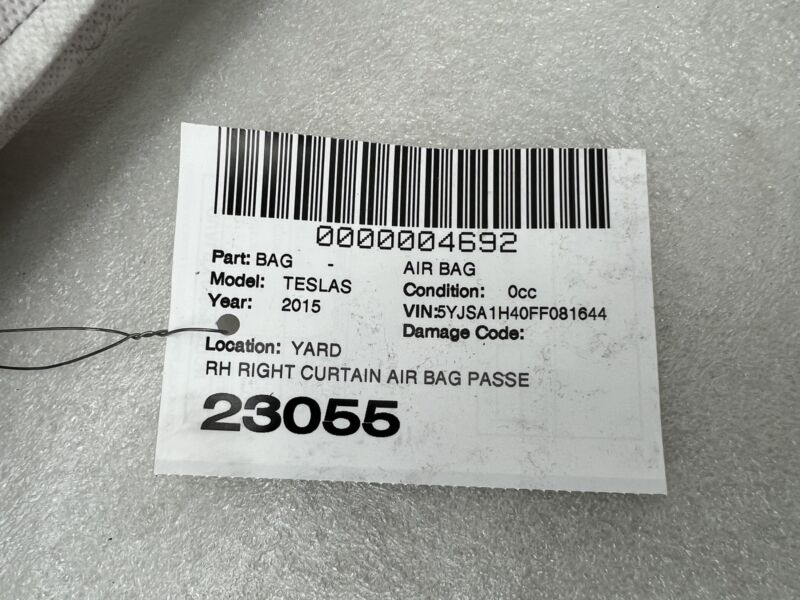 0000004692
Part: BAG - AIR BAG
Model: TESLAS Condition: 0cc
Year: 2015 VIN:5YJSA1H40FF081644
Damage Code:
Location: YARD
RH RIGHT CURTAIN AIR BAG PASSE
23055